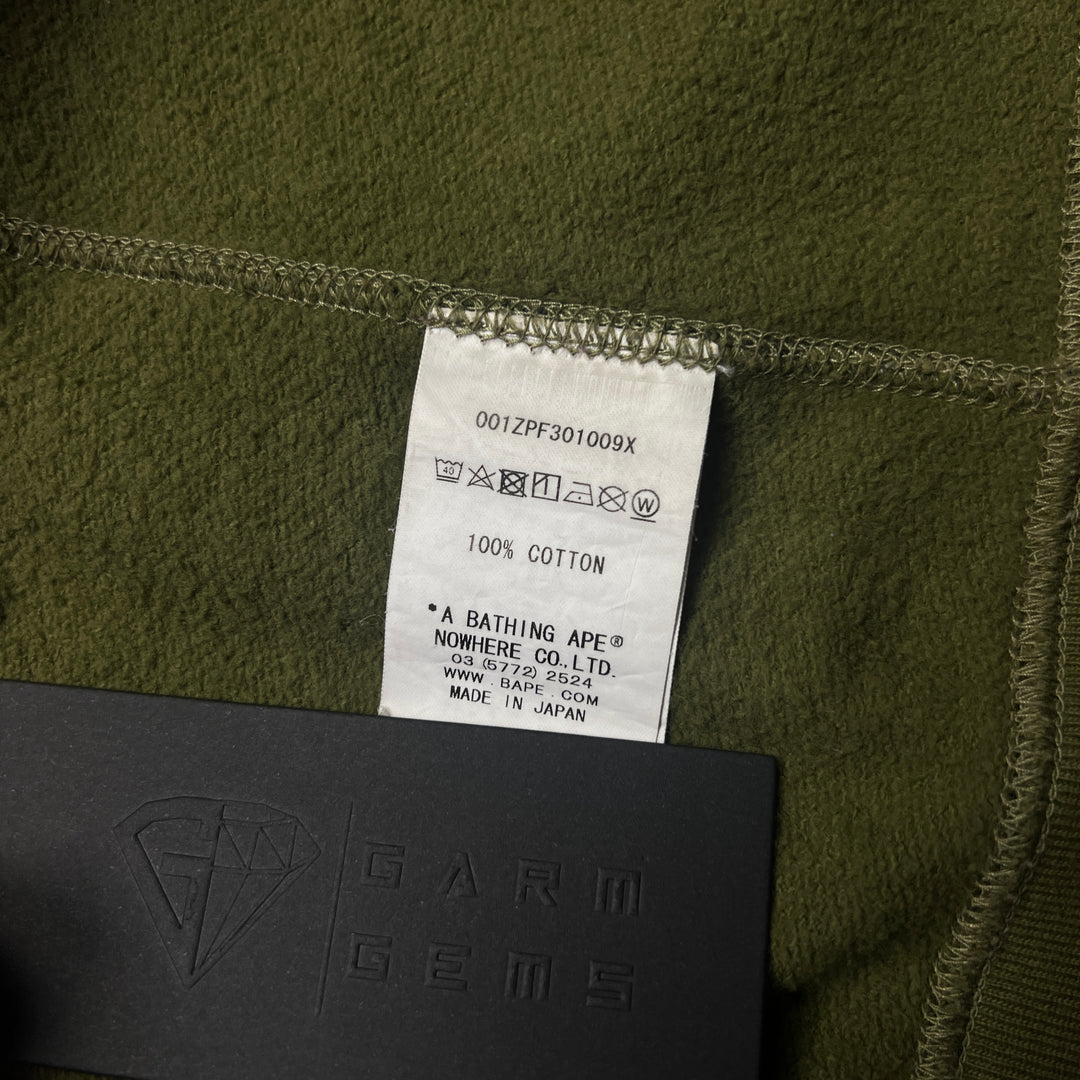 001ZPF301009X
40 W
100% COTTON
*A BATHING APE®
NOWHERE CO.,LTD.
03 (5772) 2524
WWW . BAPE . COM
MADE IN JAPAN
GARM
GEMS